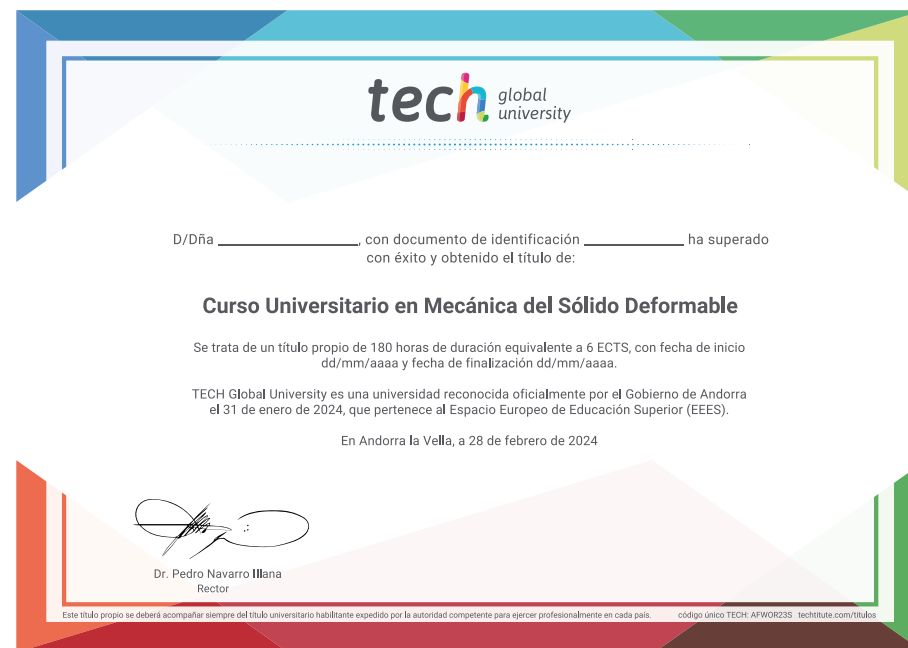 tech global university
D/Dña ______________, con documento de identificación __________ ha superado
con éxito y obtenido el título de:
Curso Universitario en Mecánica del Sólido Deformable
Se trata de un título propio de 180 horas de duración equivalente a 6 ECTS, con fecha de inicio
dd/mm/aaaa y fecha de finalización dd/mm/aaaa.
TECH Global University es una universidad reconocida oficialmente por el Gobierno de Andorra
el 31 de enero de 2024, que pertenece al Espacio Europeo de Educación Superior (EEES).
En Andorra la Vella, a 28 de febrero de 2024
Dr. Pedro Navarro Illana
Rector
Este título propio se deberá acompañar siempre del título universitario habilitante expedido por la autoridad competente para ejercer profesionalmente en cada país. código único TECH: AFWOR23S techtitute.com/titulos